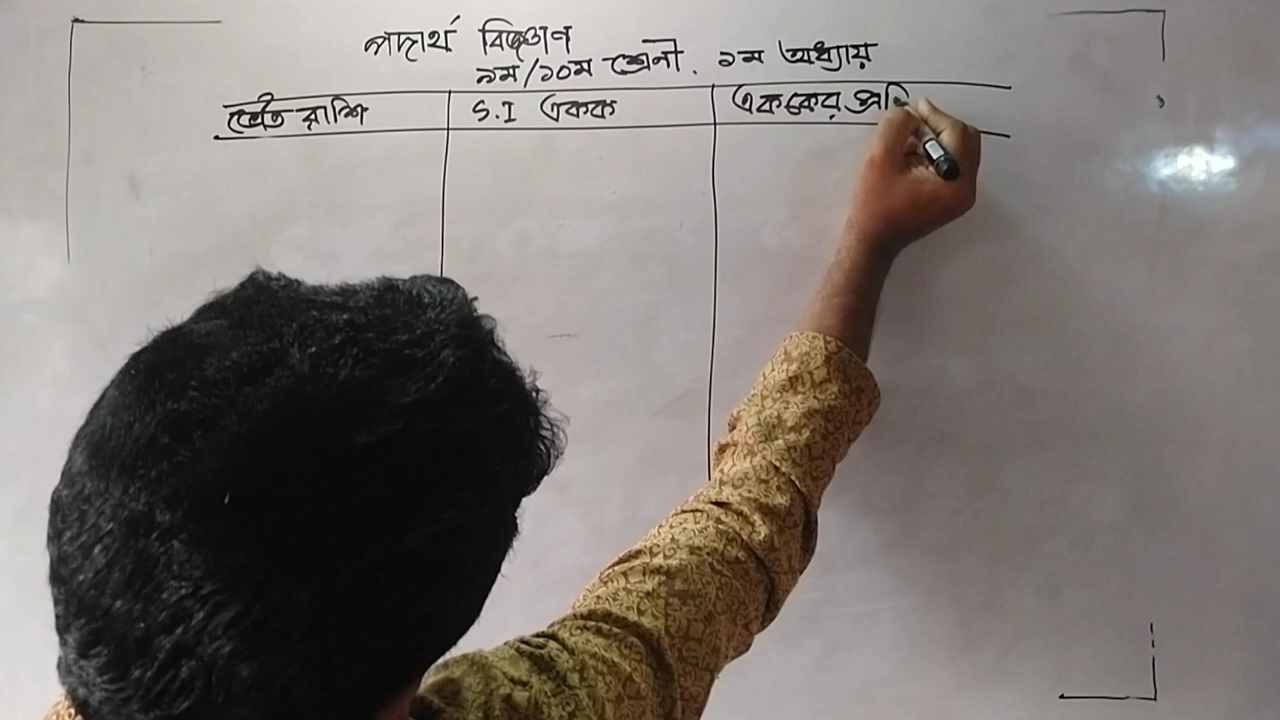 পদার্থ বিজ্ঞান
৯ম/১০ম শ্রেনী. ১ম অধ্যায়
ভৌত রাশি S.I একক এককের প্রতি